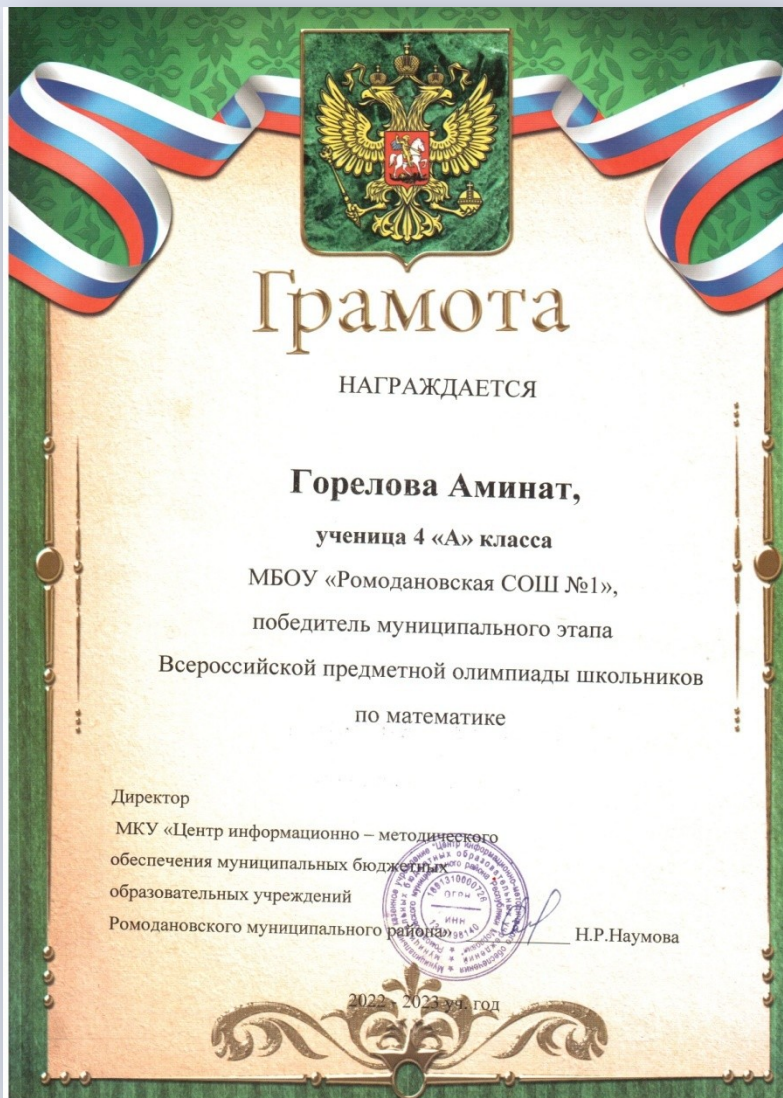 Грамота
НАГРАЖДАЕТСЯ
Горелова Аминат,
ученица 4 «А» класса
МБОУ «Ромодановская СОШ №1»,
победитель муниципального этапа
Всероссийской предметной олимпиады школьников
по математике
Директор
МКУ «Центр информационно – методического
обеспечения муниципальных бюджетных
образовательных учреждений
Ромодановского муниципального района» Н.Р.Наумова
ОГРН
ИНН
2022 - 2023 уч. год